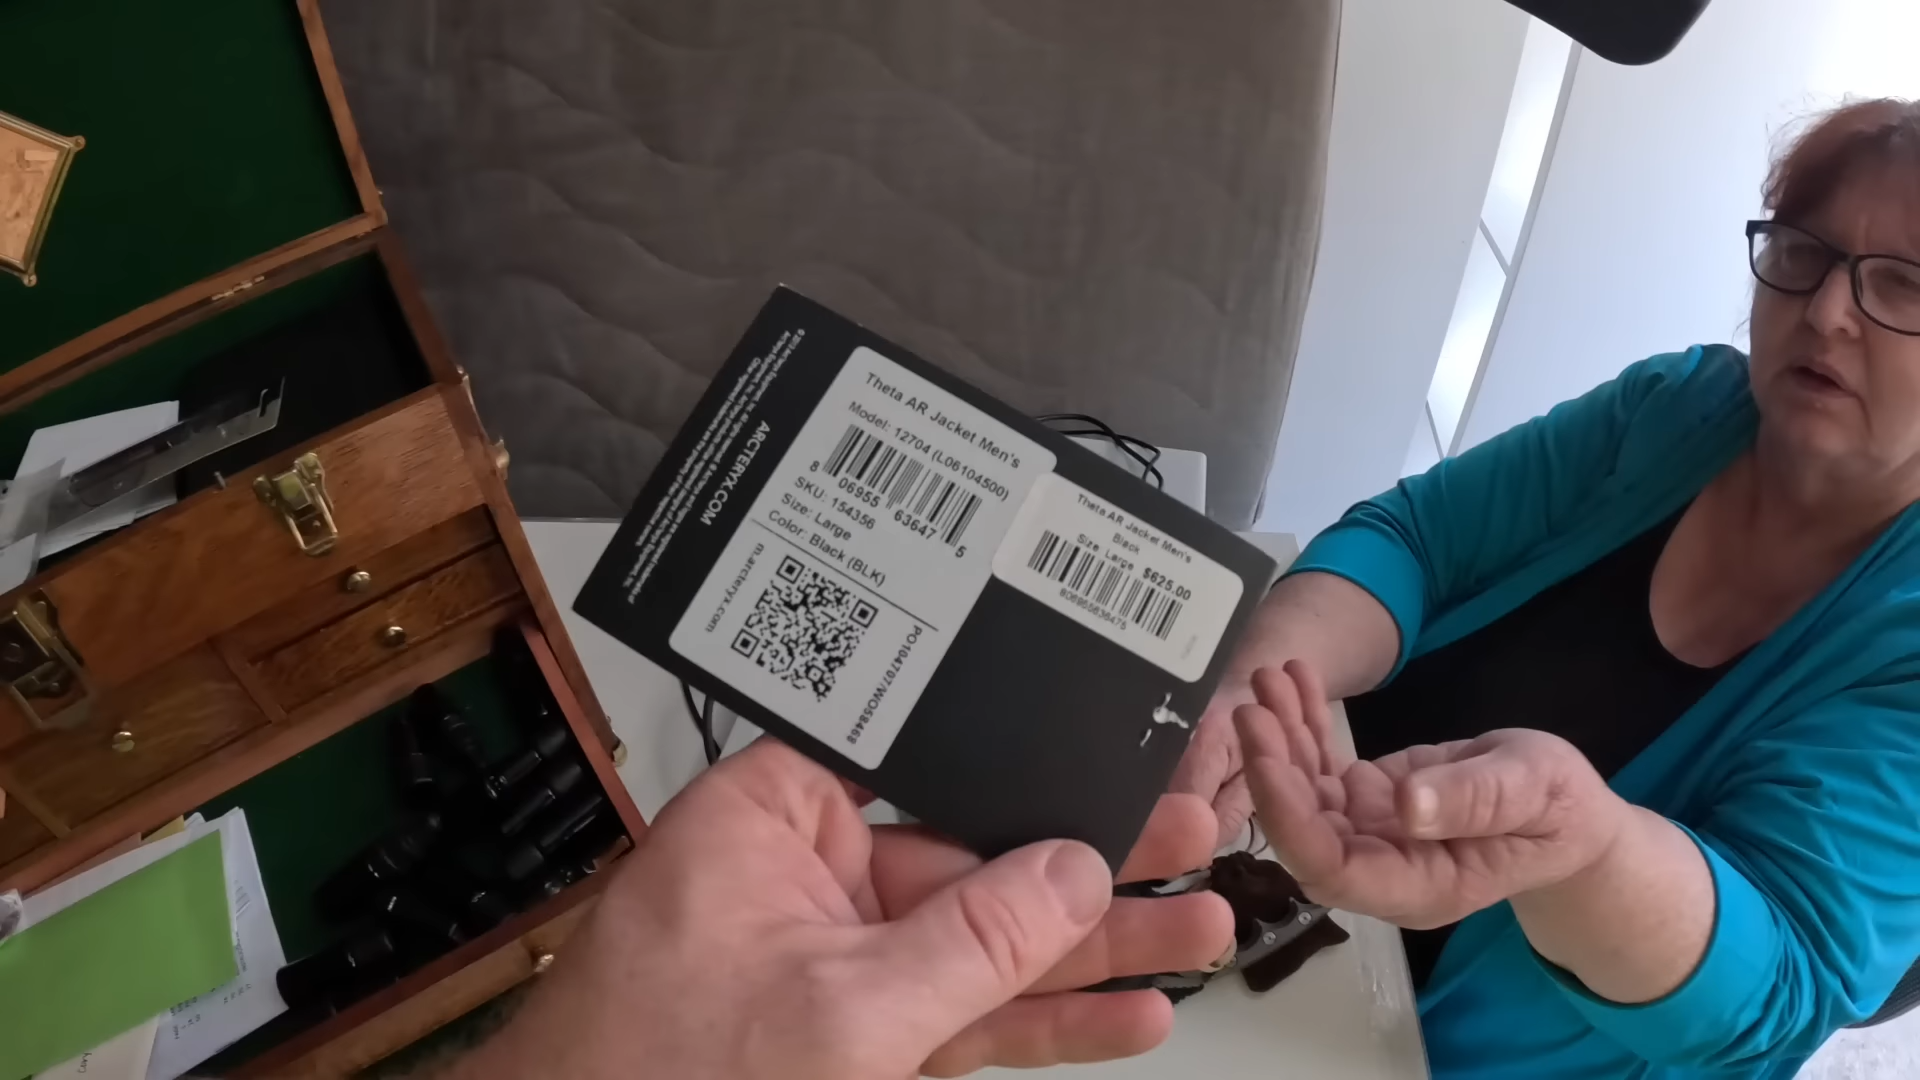 Theta AR Jacket Men's
Model: 12704 (L06104500)
8 06955 63647 5
SKU: 154356
Size: Large
Color: Black (BLK)
m.arcteryx.com
PO104707/WO58468
ARCTERYX.COM
Theta AR Jacket Men's
Black
Size Large $625.00
806955636475